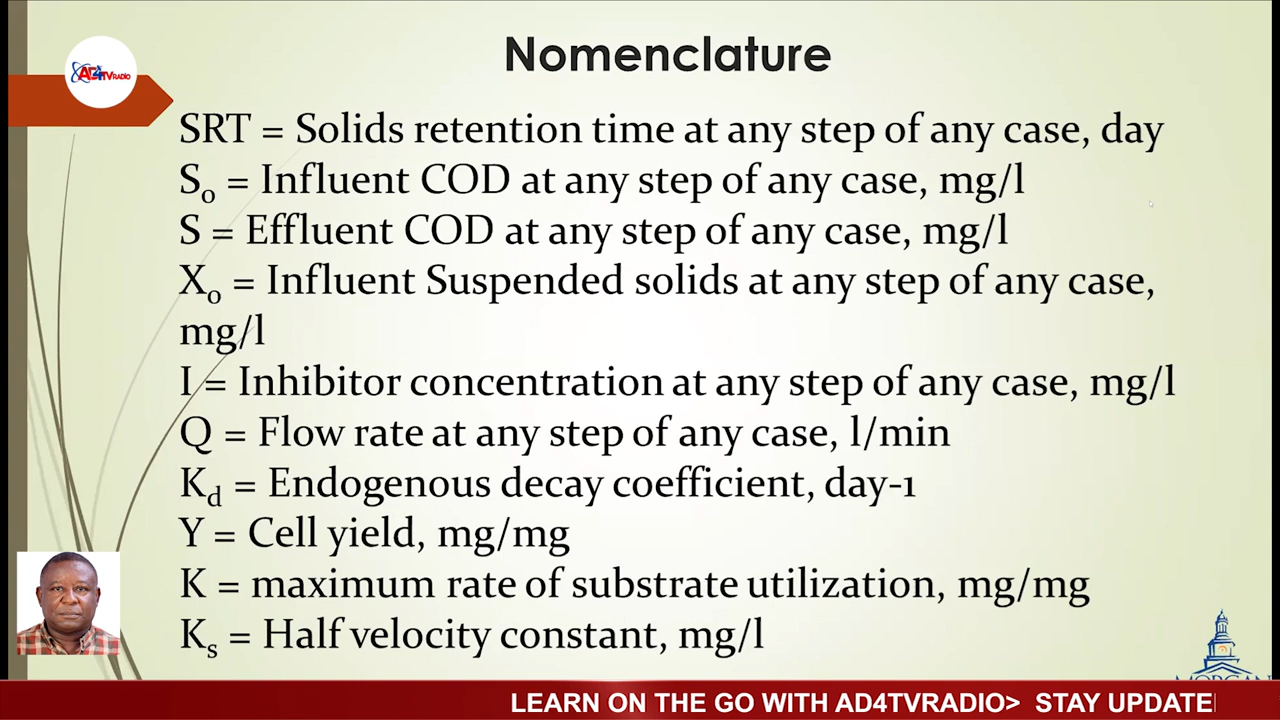 Nomenclature
AD4TVRADIO
SRT = Solids retention time at any step of any case, day
So = Influent COD at any step of any case, mg/l
S = Effluent COD at any step of any case, mg/l
Xo = Influent Suspended solids at any step of any case,
mg/l
I = Inhibitor concentration at any step of any case, mg/l
Q = Flow rate at any step of any case, l/min
Kd = Endogenous decay coefficient, day-1
Y = Cell yield, mg/mg
K = maximum rate of substrate utilization, mg/mg
Ks = Half velocity constant, mg/l
LEARN ON THE GO WITH AD4TVRADIO> STAY UPDATE